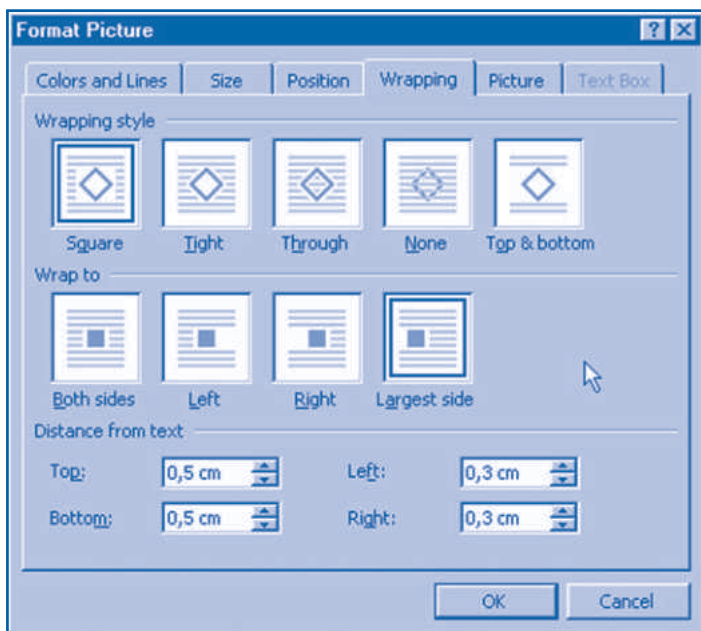 Format Picture
Colors and Lines Size Position Wrapping Picture Text Box
Wrapping style
Square Tight Through None Top & bottom
Wrap to
Both sides Left Right Largest side
Distance from text
Top: 0,5 cm Left: 0,3 cm
Bottom: 0,5 cm Right: 0,3 cm
OK Cancel